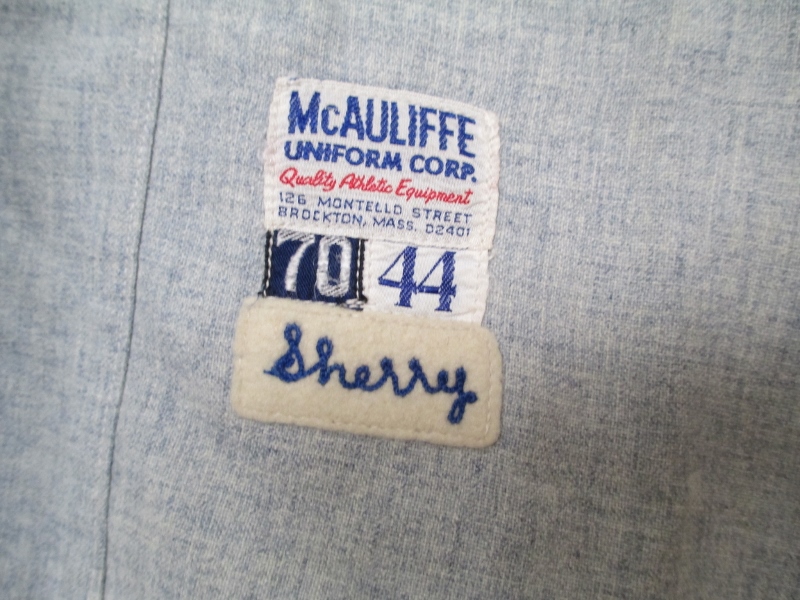 McAULIFFE
UNIFORM CORP.
Quality Athletic Equipment
126 MONTELLO STREET
BROCKTON, MASS. 02401
70 44
Sherry